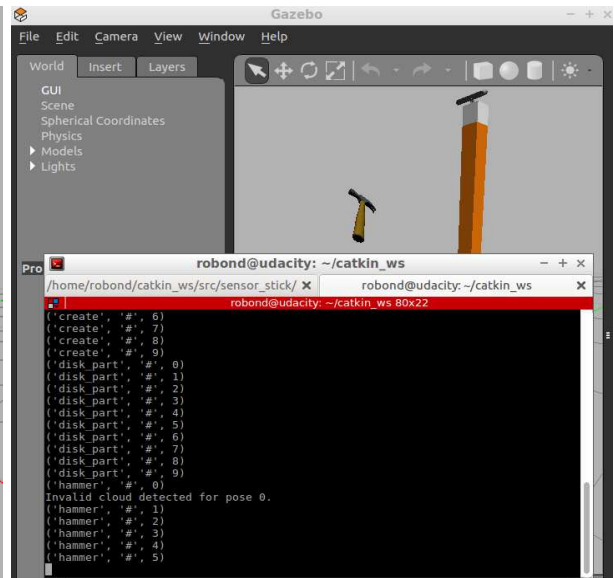 Gazebo
File Edit Camera View Window Help
World Insert Layers
GUI
Scene
Spherical Coordinates
Physics
Models
Lights
Pro
robond@udacity: ~/catkin_ws
/home/robond/catkin_ws/src/sensor_stick/ robond@udacity: ~/catkin_ws
robond@udacity: ~/catkin_ws 80x22
('create', '#', 6)
('create', '#', 7)
('create', '#', 8)
('create', '#', 9)
('disk_part', '#', 0)
('disk_part', '#', 1)
('disk_part', '#', 2)
('disk_part', '#', 3)
('disk_part', '#', 4)
('disk_part', '#', 5)
('disk_part', '#', 6)
('disk_part', '#', 7)
('disk_part', '#', 8)
('disk_part', '#', 9)
('hammer', '#', 0)
Invalid cloud detected for pose 0.
('hammer', '#', 1)
('hammer', '#', 2)
('hammer', '#', 3)
('hammer', '#', 4)
('hammer', '#', 5)